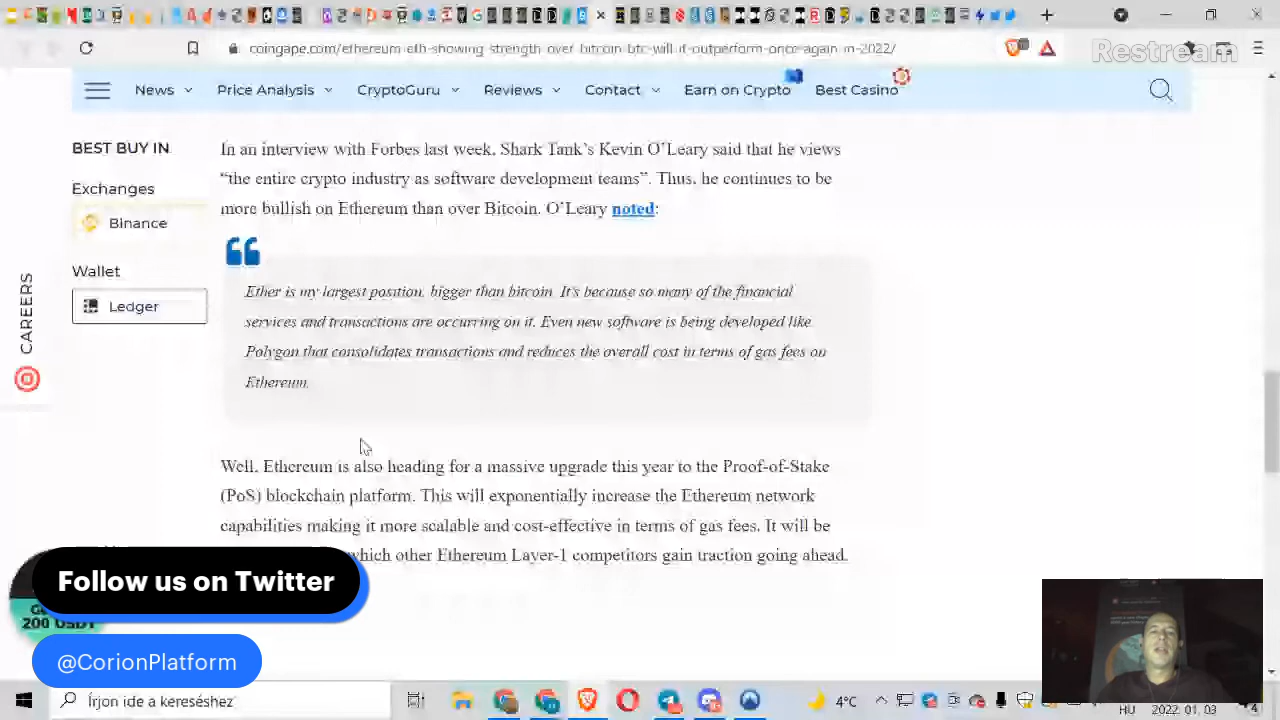 coingape.com/ethereum-eth-showing-strength-over-bitcoin-btc-will-it-outperform-once-again-in-2022/
Restream
News
Price Analysis
CryptoGuru
Reviews
Contact
Earn on Crypto
Best Casino
BEST BUY IN
Exchanges
Binance
Wallet
Ledger
CAREERS
In an interview with Forbes last week, Shark Tank's Kevin O'Leary said that he views
"the entire crypto industry as software development teams". Thus, he continues to be
more bullish on Ethereum than over Bitcoin. O'Leary noted:
Ether is my largest position, bigger than bitcoin. It's because so many of the financial
services and transactions are occurring on it. Even new software is being developed like
Polygon that consolidates transactions and reduces the overall cost in terms of gas fees on
Ethereum.
Well, Ethereum is also heading for a massive upgrade this year to the Proof-of-Stake
(PoS) blockchain platform. This will exponentially increase the Ethereum network
capabilities making it more scalable and cost-effective in terms of gas fees. It will be
which other Ethereum Layer-1 competitors gain traction going ahead.
Follow us on Twitter
200 USDT
@CorionPlatform
Írjon ide a kereséshez
4°C
HU
2022. 01. 03
4